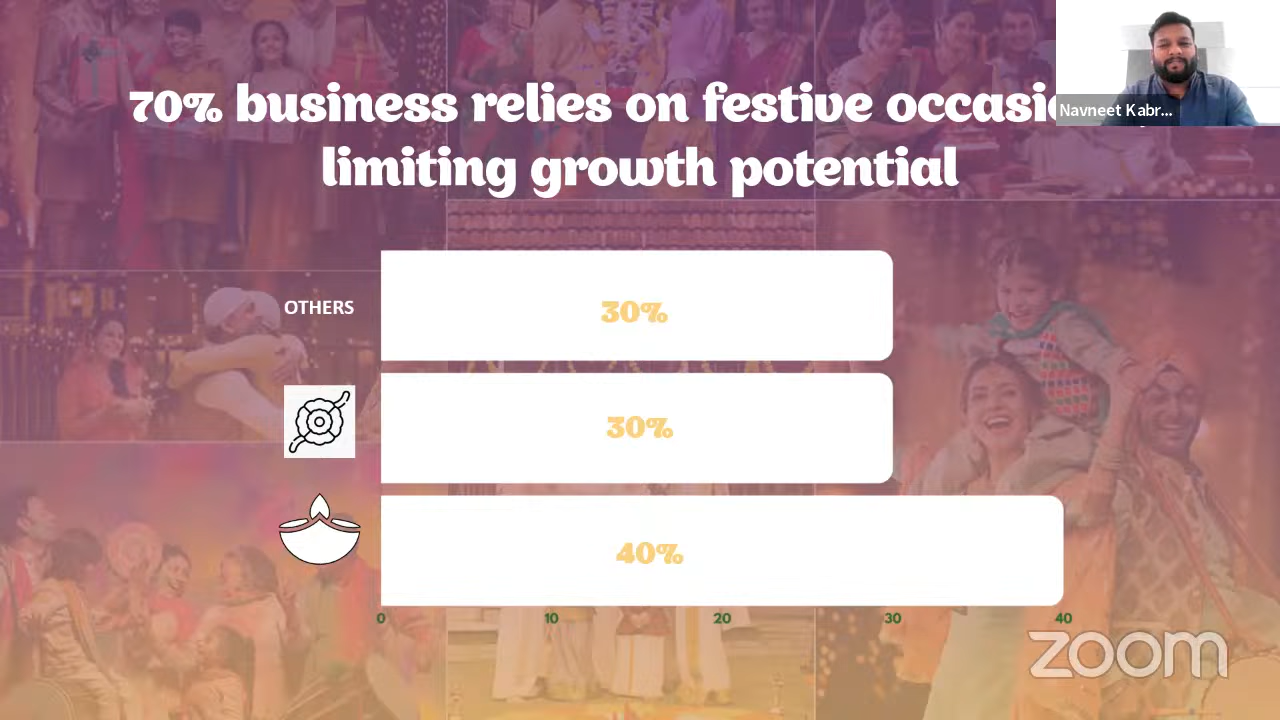 70% business relies on festive
limiting growth potential
Navneet Kabr...
OTHERS
30%
30%
40%
0 10 20 30 40
zoom